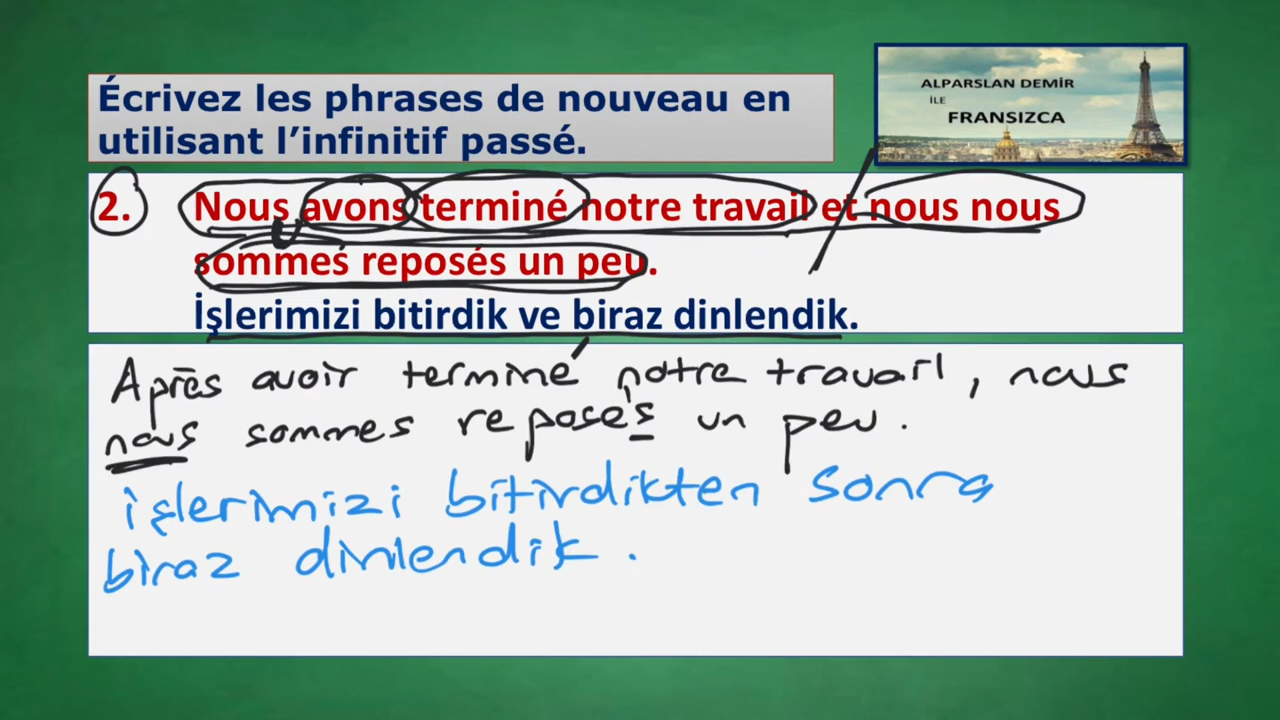 Écrivez les phrases de nouveau en
utilisant l’infinitif passé.
ALPARSLAN DEMİR
İLE
FRANSIZCA
2. Nous avons terminé notre travail et nous nous
sommes reposés un peu.
İşlerimizi bitirdik ve biraz dinlendik.
Après avoir terminé notre travail, nous
nous sommes reposés un peu.
işlerimizi bitirdikten sonra
biraz dinlendik.